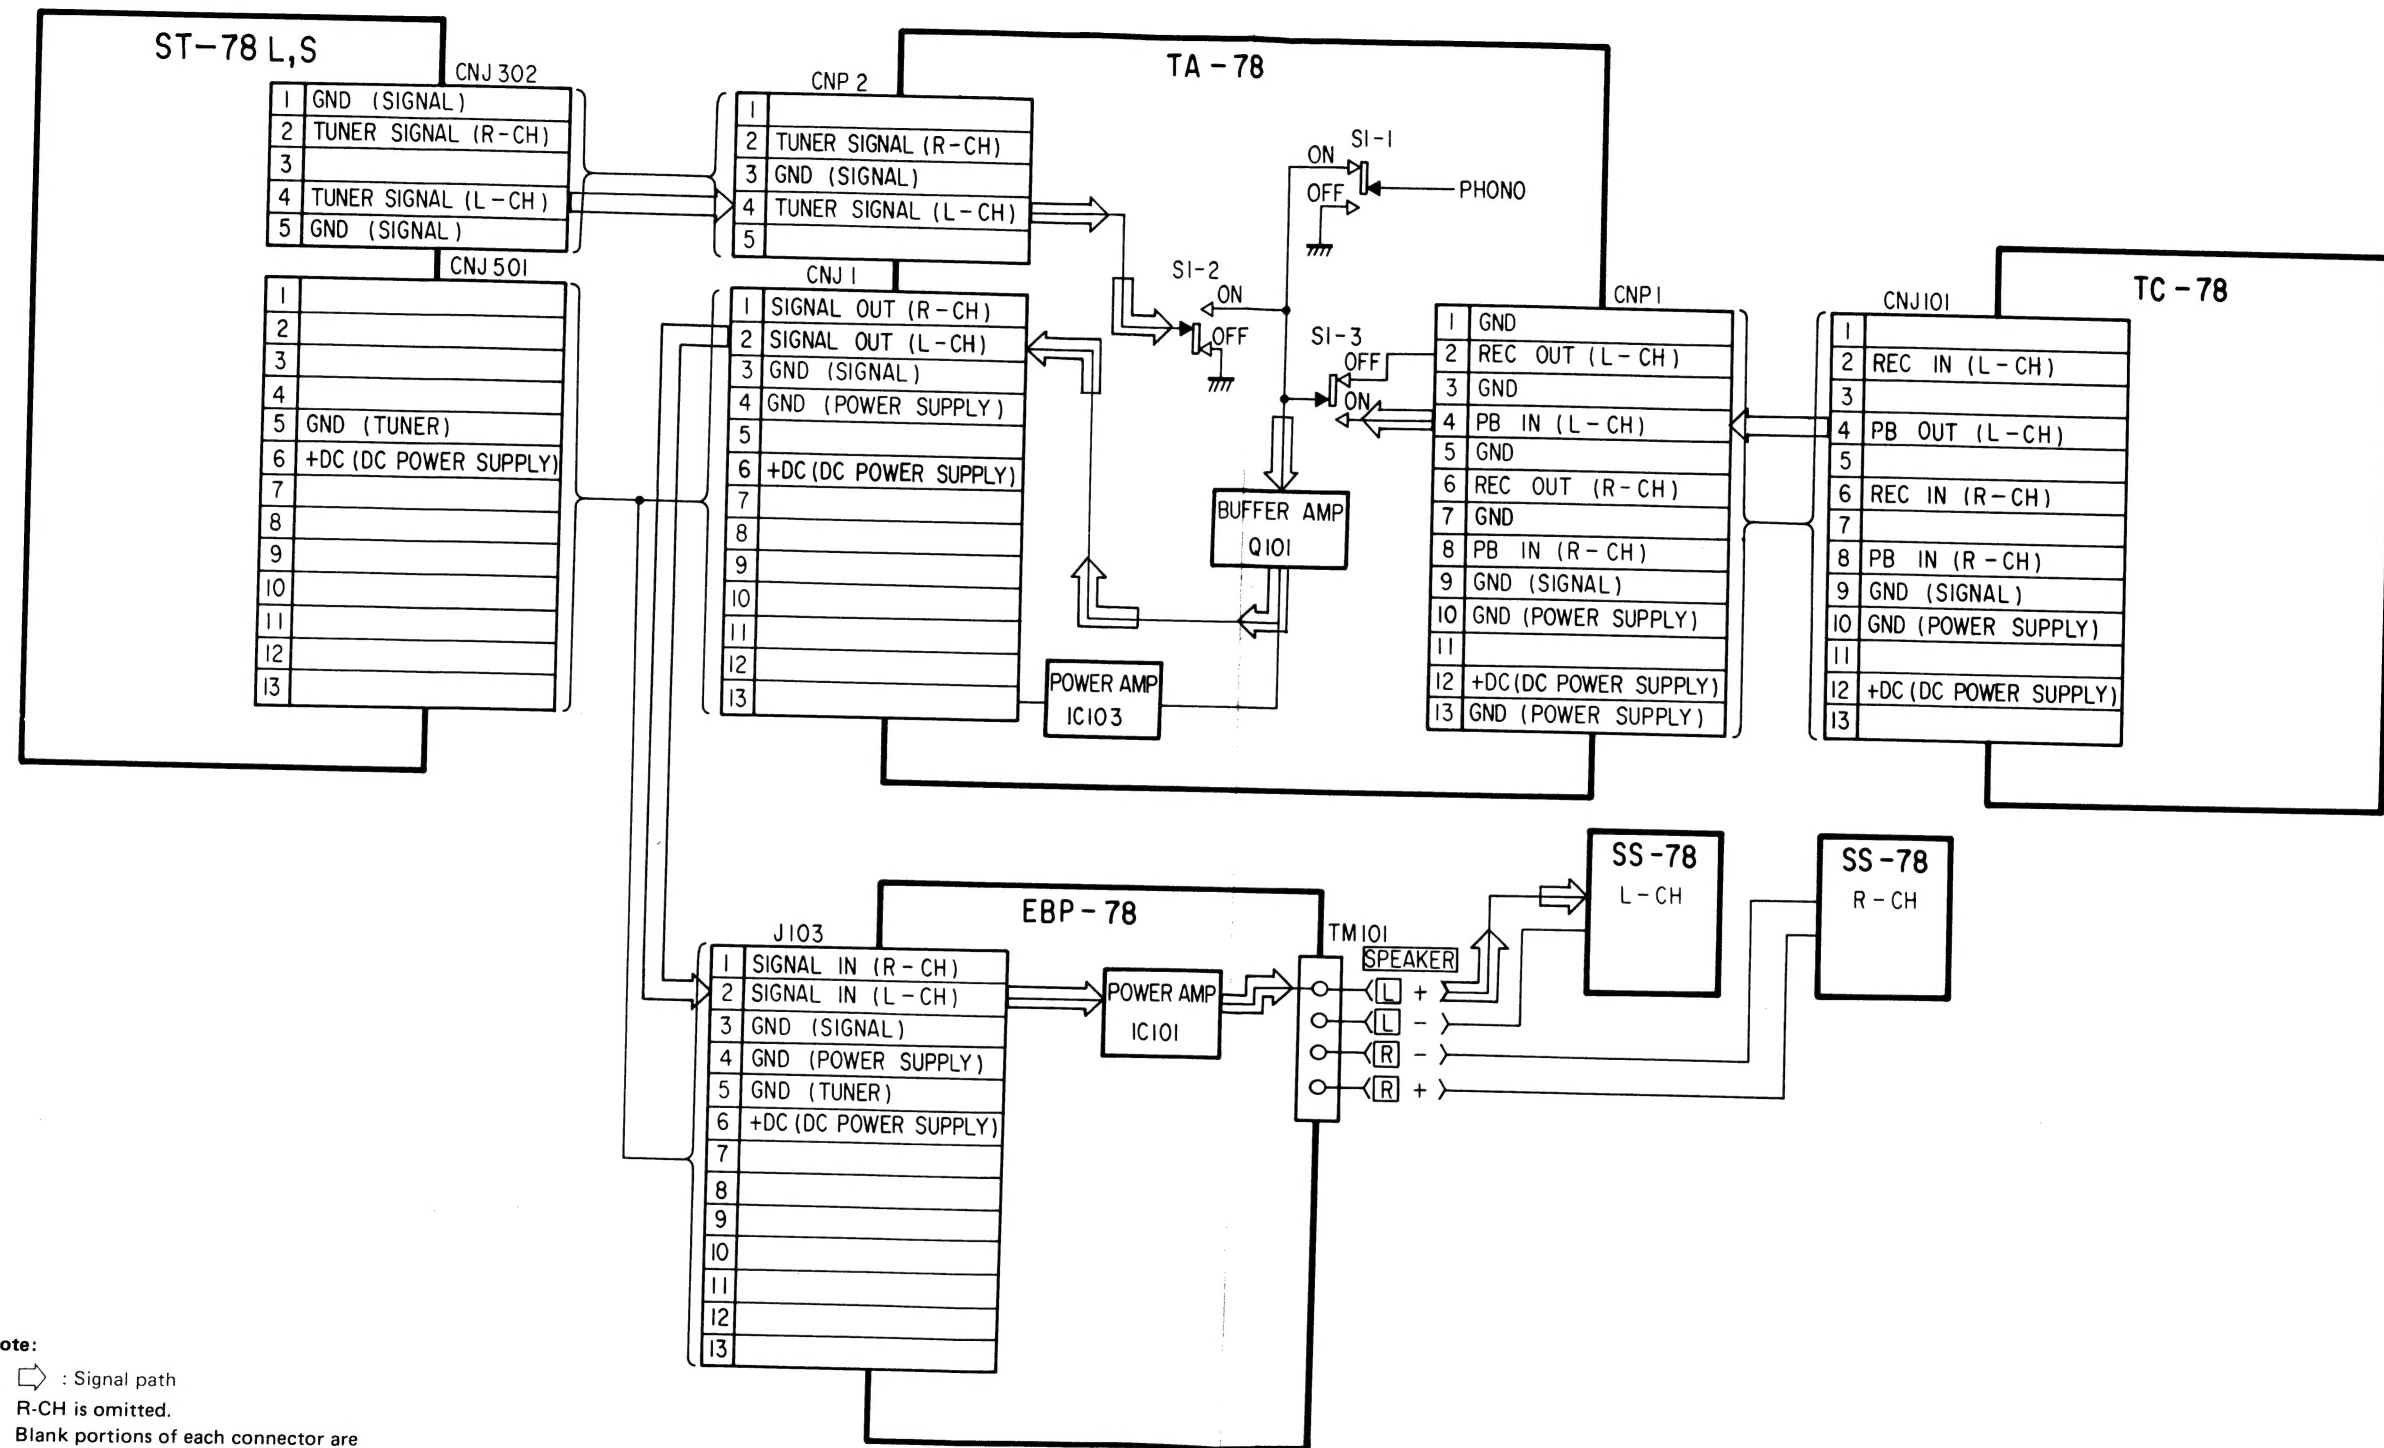 ST-78 L,S
CNJ 302
1 GND (SIGNAL)
2 TUNER SIGNAL (R-CH)
3
4 TUNER SIGNAL (L-CH)
5 GND (SIGNAL)
CNJ 501
1
2
3
4
5 GND (TUNER)
6 +DC (DC POWER SUPPLY)
7
8
9
10
11
12
13
TA-78
CNP 2
1
2 TUNER SIGNAL (R-CH)
3 GND (SIGNAL)
4 TUNER SIGNAL (L-CH)
5
CNJ 1
1 SIGNAL OUT (R-CH)
2 SIGNAL OUT (L-CH)
3 GND (SIGNAL)
4 GND (POWER SUPPLY)
5
6 +DC (DC POWER SUPPLY)
7
8
9
10
11
12
13
S1-1
ON
OFF
PHONO
S1-2
ON
OFF
S1-3
OFF
ON
BUFFER AMP
Q101
POWER AMP
IC103
CNP 1
1 GND
2 REC OUT (L-CH)
3 GND
4 PB IN (L-CH)
5 GND
6 REC OUT (R-CH)
7 GND
8 PB IN (R-CH)
9 GND (SIGNAL)
10 GND (POWER SUPPLY)
11
12 +DC (DC POWER SUPPLY)
13 GND (POWER SUPPLY)
TC-78
CNJ101
1
2 REC IN (L-CH)
3
4 PB OUT (L-CH)
5
6 REC IN (R-CH)
7
8 PB IN (R-CH)
9 GND (SIGNAL)
10 GND (POWER SUPPLY)
11
12 +DC (DC POWER SUPPLY)
13
EBP-78
J103
1 SIGNAL IN (R-CH)
2 SIGNAL IN (L-CH)
3 GND (SIGNAL)
4 GND (POWER SUPPLY)
5 GND (TUNER)
6 +DC (DC POWER SUPPLY)
7
8
9
10
11
12
13
POWER AMP
IC101
TM101
SPEAKER
L +
L -
R -
R +
SS-78
L-CH
SS-78
R-CH
ote:
: Signal path
R-CH is omitted.
Blank portions of each connector are